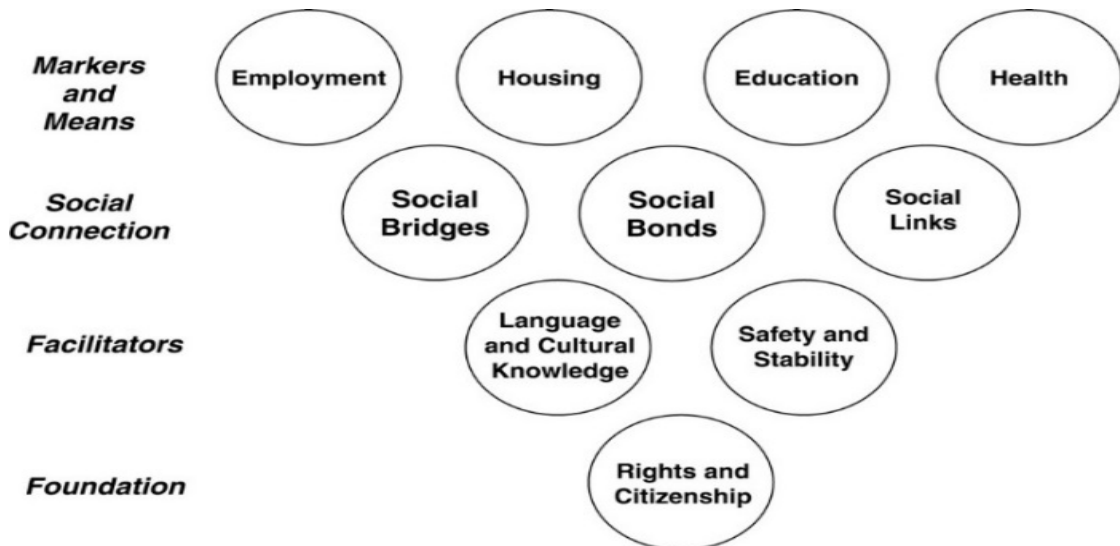 Markers
and
Means
Employment
Housing
Education
Health
Social
Connection
Social
Bridges
Social
Bonds
Social
Links
Facilitators
Language
and Cultural
Knowledge
Safety and
Stability
Foundation
Rights and
Citizenship